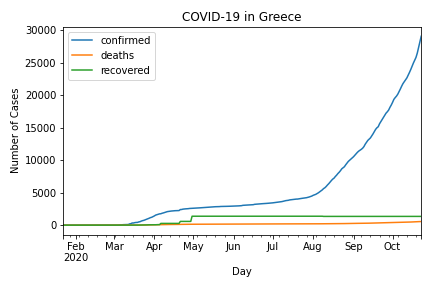 COVID-19 in Greece
confirmed
deaths
recovered
Number of Cases
30000
25000
20000
15000
10000
5000
0
Feb Mar Apr May Jun Jul Aug Sep Oct
2020
Day